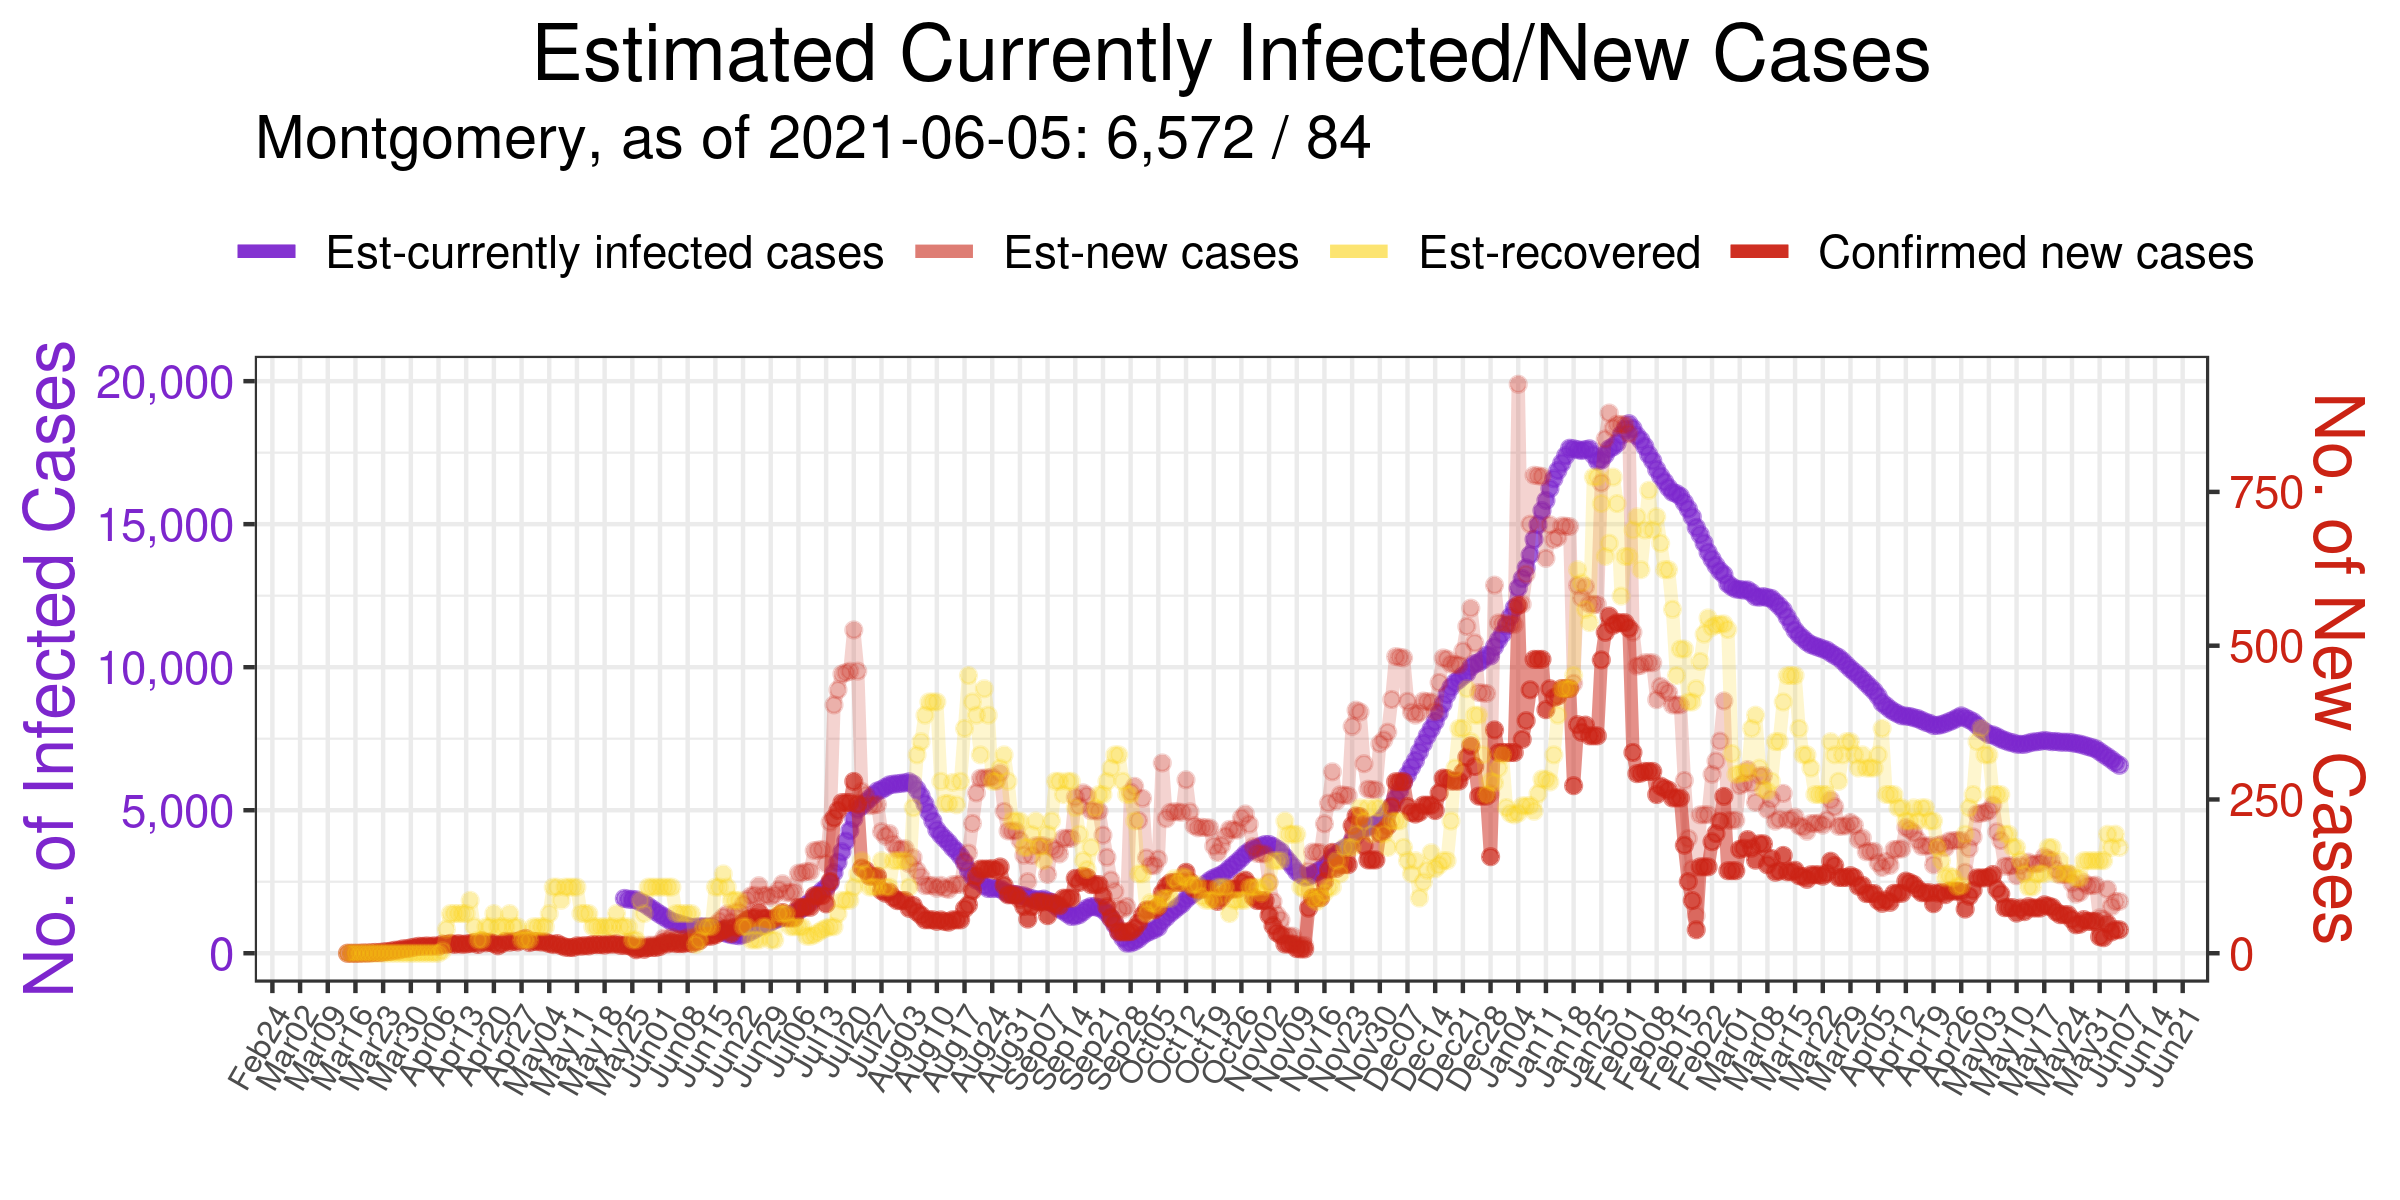 Estimated Currently Infected/New Cases
Montgomery, as of 2021-06-05: 6,572 / 84
Est-currently infected cases Est-new cases Est-recovered Confirmed new cases
No. of Infected Cases
20,000
15,000
10,000
5,000
0
750
500
250
0
No. of New Cases
Feb24 Mar02 Mar09 Mar16 Mar23 Mar30 Apr06 Apr13 Apr20 Apr27 May04 May11 May18 May25 Jun01 Jun08 Jun15 Jun22 Jun29 Jul06 Jul13 Jul20 Jul27 Aug03 Aug10 Aug17 Aug24 Aug31 Sep07 Sep14 Sep21 Sep28 Oct05 Oct12 Oct19 Oct26 Nov02 Nov09 Nov16 Nov23 Nov30 Dec07 Dec14 Dec21 Dec28 Jan04 Jan11 Jan18 Jan25 Feb01 Feb08 Feb15 Feb22 Mar01 Mar08 Mar15 Mar22 Mar29 Apr05 Apr12 Apr19 Apr26 May03 May10 May17 May24 May31 Jun07 Jun14 Jun21